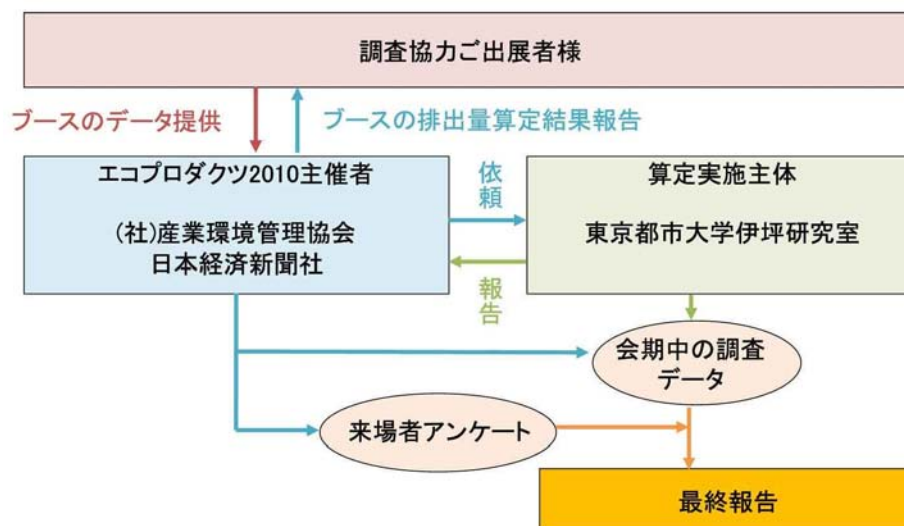 調査協力ご出展者様
ブースのデータ提供
ブースの排出量算定結果報告
エコプロダクツ2010主催者
(社)産業環境管理協会
日本経済新聞社
依頼
報告
算定実施主体
東京都市大学伊坪研究室
会期中の調査
データ
来場者アンケート
最終報告